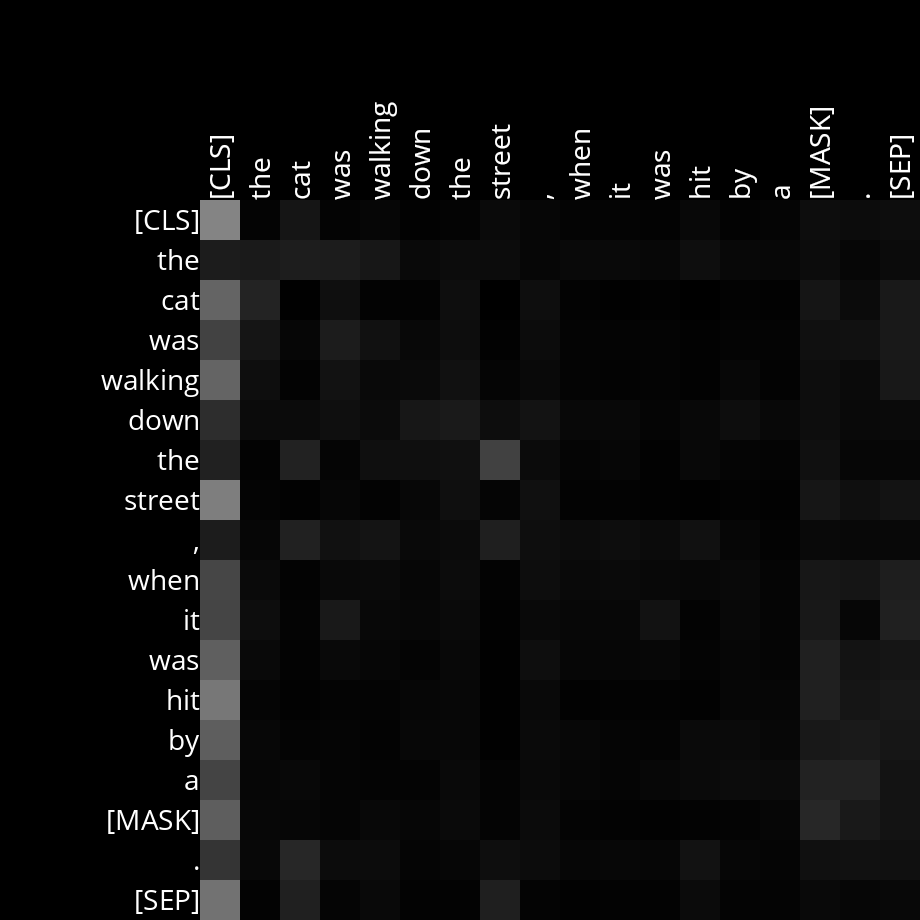 [CLS] the cat was walking down the street , when it was hit by a [MASK] . [SEP]
[CLS]
the
cat
was
walking
down
the
street
,
when
it
was
hit
by
a
[MASK]
.
[SEP]